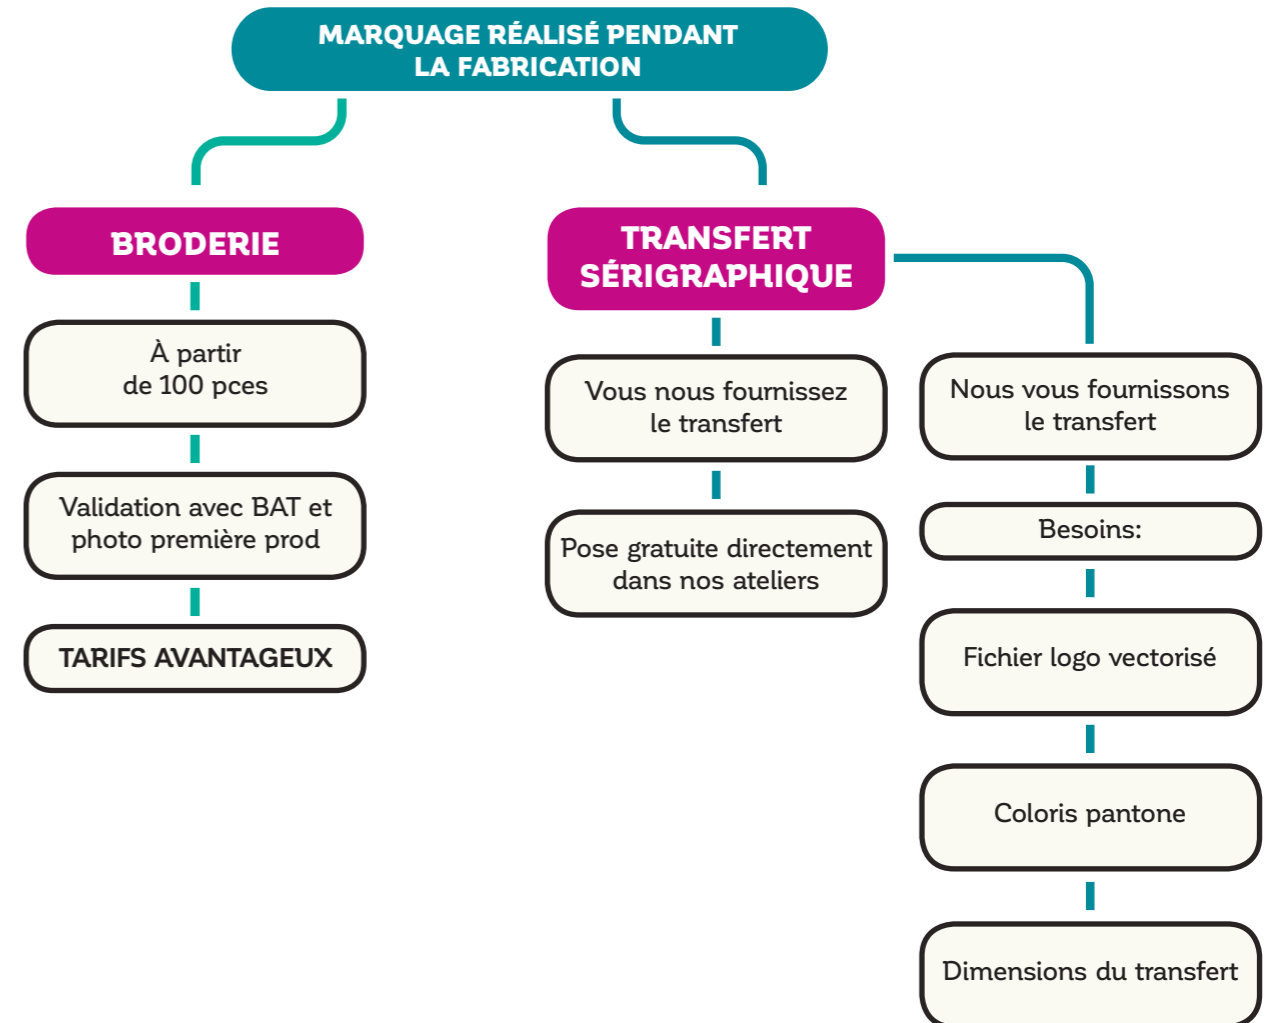 MARQUAGE RÉALISÉ PENDANT
LA FABRICATION
BRODERIE
À partir
de 100 pces
Validation avec BAT et
photo première prod
TARIFS AVANTAGEUX
TRANSFERT
SÉRIGRAPHIQUE
Vous nous fournissez
le transfert
Pose gratuite directement
dans nos ateliers
Nous vous fournissons
le transfert
Besoins:
Fichier logo vectorisé
Coloris pantone
Dimensions du transfert